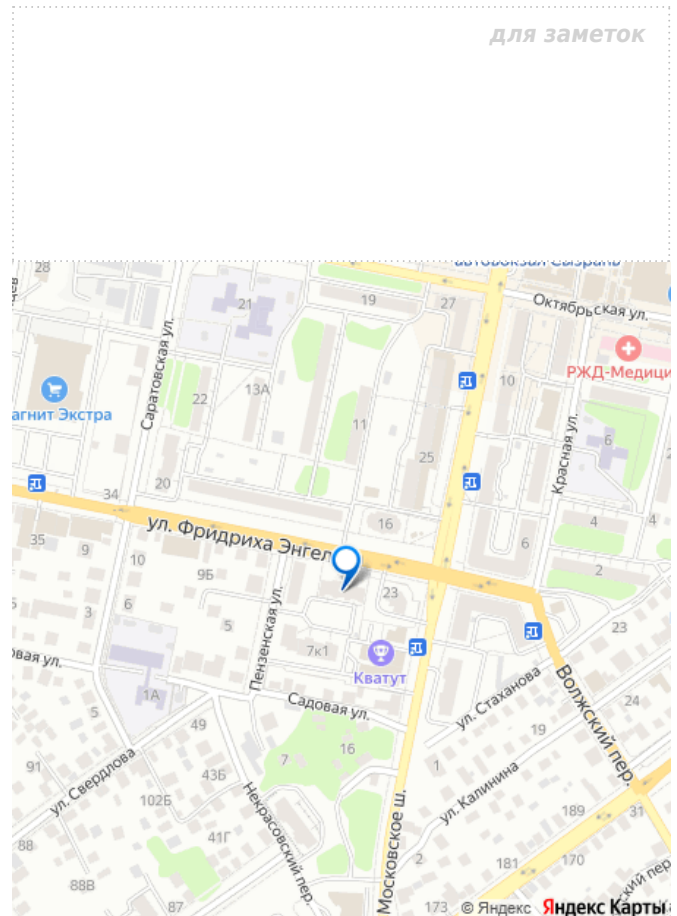 для заметок
автовокзал Сызрань
28
21
19
27
Октябрьская ул.
Саратовская ул.
РЖД-Медици
13А
22
10
агнит Экстра
11
25
Красная ул.
6
20
34
16
ул. Фридриха Энгел
35
9
10
9Б
6
4
4
2
6
3
5
23
23
Пензенская ул.
7к1
Кватут
овая ул.
1А
Садовая ул.
ул. Стаханова
Волжский пер.
24
5
49
7
16
19
1
91
ул. Свердлова
43Б
102Б
Некрасовский пер.
41Г
Московское ш.
ул. Калинина
189
31
88
88В
87
2
181
170
173
© Яндекс
Яндекс Карты